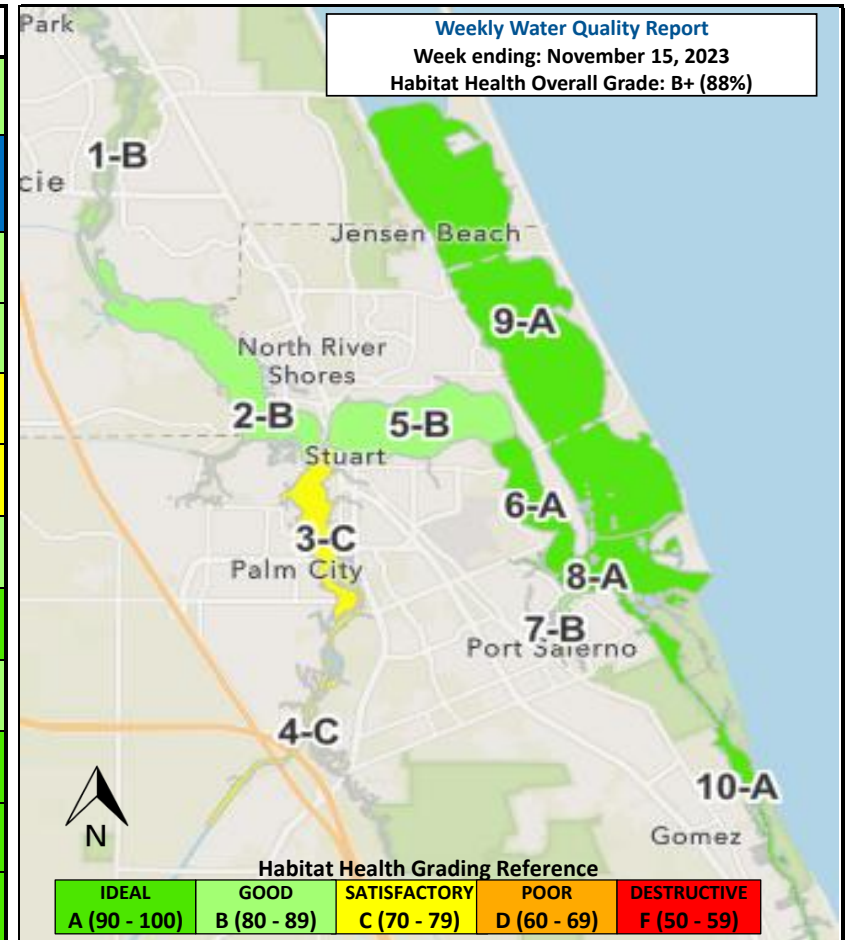 Park
Weekly Water Quality Report
Week ending: November 15, 2023
Habitat Health Overall Grade: B+ (88%)
1-B
cie
Jensen Beach
9-A
North River
Shores
2-B
5-B
Stuart
6-A
3-C
Palm City
8-A
7-B
Port Salerno
4-C
10-A
N
Gomez
Habitat Health Grading Reference
IDEAL GOOD SATISFACTORY POOR DESTRUCTIVE
A (90 - 100) B (80 - 89) C (70 - 79) D (60 - 69) F (50 - 59)